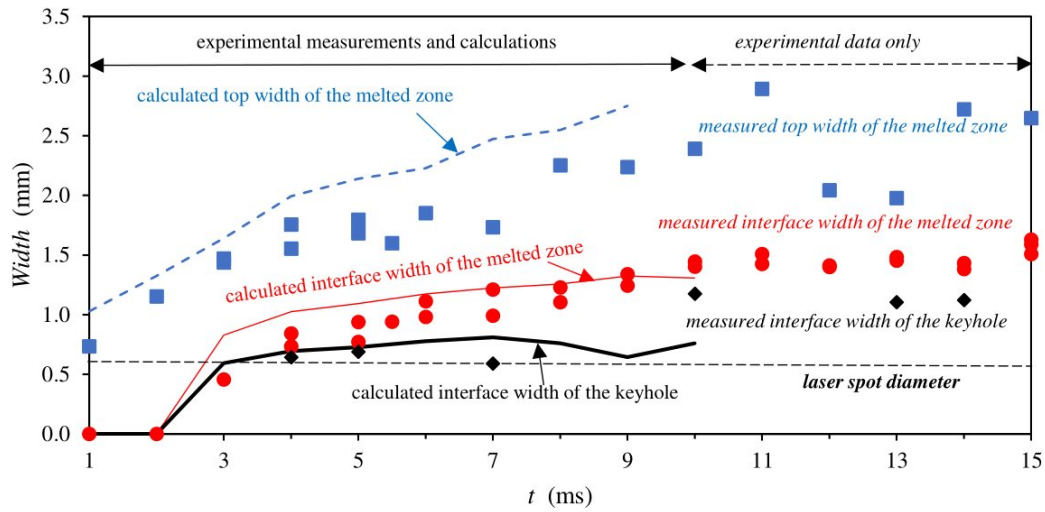 3.5
3.0
2.5
2.0
1.5
1.0
0.5
0.0
Width (mm)
experimental measurements and calculations
experimental data only
calculated top width of the melted zone
measured top width of the melted zone
measured interface width of the melted zone
calculated interface width of the melted zone
measured interface width of the keyhole
laser spot diameter
calculated interface width of the keyhole
1 3 5 7 9 11 13 15
t (ms)